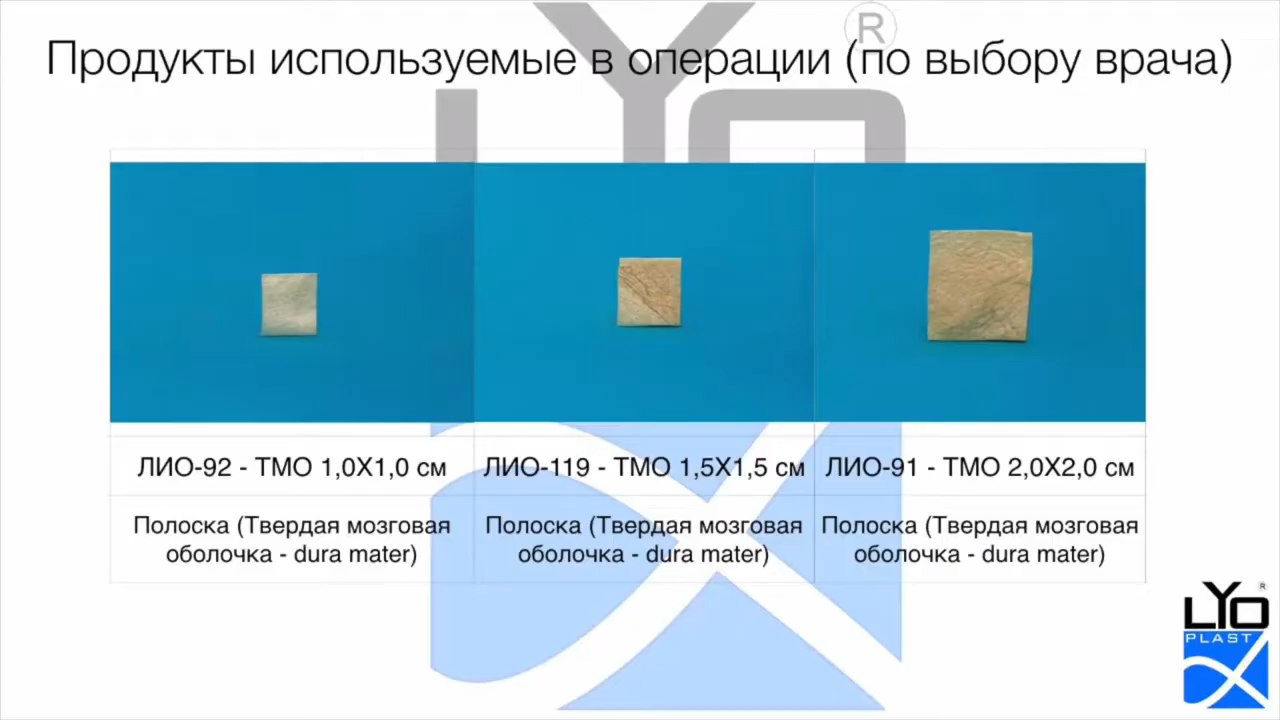 Продукты используемые в операции (по выбору врача)
LYO ®
ЛИО-92 - ТМО 1,0Х1,0 см
ЛИО-119 - ТМО 1,5Х1,5 см
ЛИО-91 - ТМО 2,0Х2,0 см
Полоска (Твердая мозговая
оболочка - dura mater)
Полоска (Твердая мозговая
оболочка - dura mater)
Полоска (Твердая мозговая
оболочка - dura mater)
LYO ®
PLAST